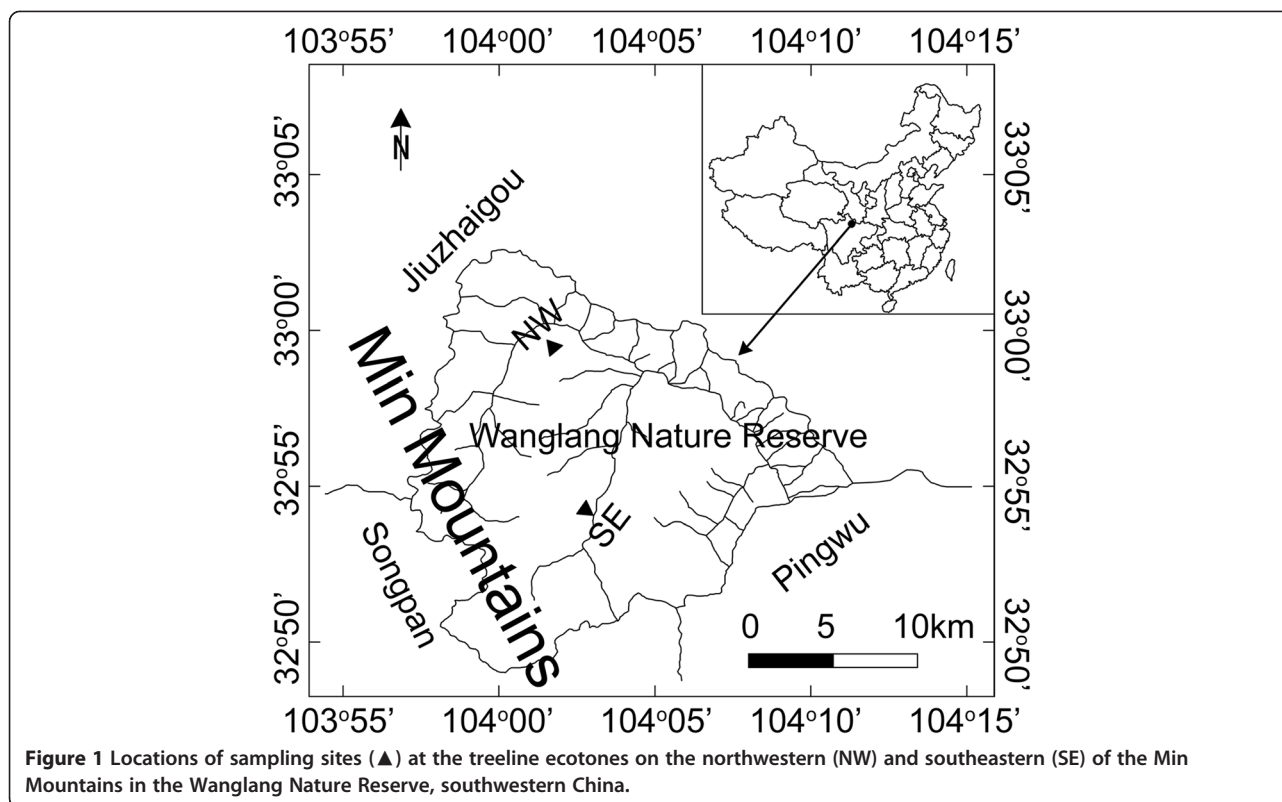 103°55' 104°00' 104°05' 104°10' 104°15'
N
33°05'
33°05'
Jiuzhaigou
NW
33°00'
33°00'
Min Mountains
Wanglang Nature Reserve
32°55'
32°55'
SE
Songpan
Pingwu
0 5 10km
32°50'
32°50'
103°55' 104°00' 104°05' 104°10' 104°15'
Figure 1 Locations of sampling sites (▲) at the treeline ecotones on the northwestern (NW) and southeastern (SE) of the Min
Mountains in the Wanglang Nature Reserve, southwestern China.